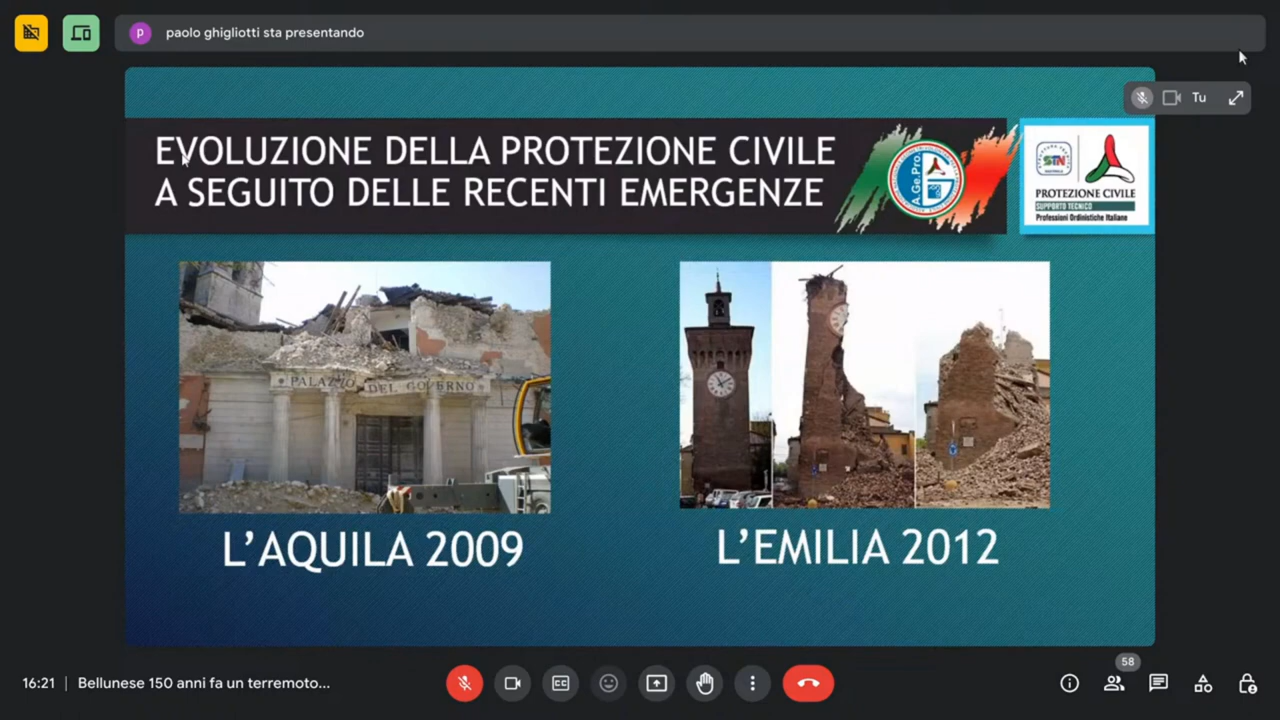 p paolo ghigliotti sta presentando
Tu
EVOLUZIONE DELLA PROTEZIONE CIVILE
A SEGUITO DELLE RECENTI EMERGENZE
A.Ge.Pro.
STN
PROTEZIONE CIVILE
SUPPORTO TECNICO
Professioni Ordinistiche Italiane
PALAZZO DEL GOVERNO
L'AQUILA 2009
L'EMILIA 2012
16:21 | Bellunese 150 anni fa un terremoto...
CC
58